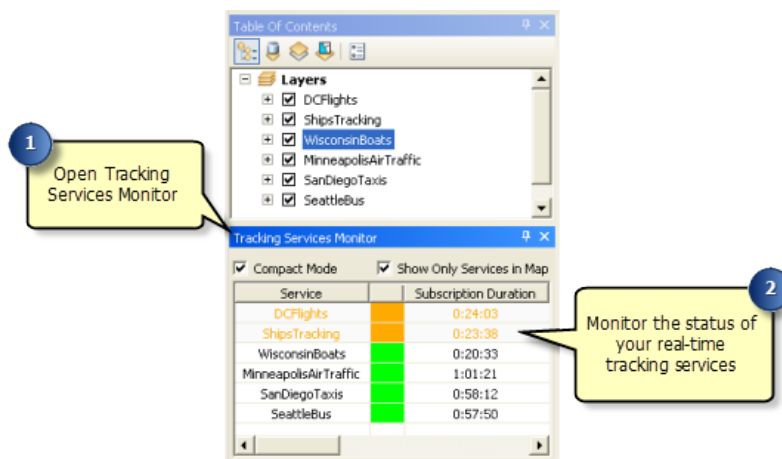 Table Of Contents
Layers
DCFlights
ShipsTracking
WisconsinBoats
MinneapolisAirTraffic
SanDiegoTaxis
SeattleBus
1
Open Tracking
Services Monitor
Tracking Services Monitor
Compact Mode Show Only Services in Map
Service Subscription Duration
DCFlights 0:24:03
ShipsTracking 0:23:38
WisconsinBoats 0:20:33
MinneapolisAirTraffic 1:01:21
SanDiegoTaxis 0:58:12
SeattleBus 0:57:50
2
Monitor the status of
your real-time
tracking services